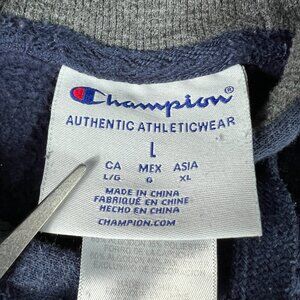 Champion
AUTHENTIC ATHLETICWEAR
L
CA MEX ASIA
L/G G XL
MADE IN CHINA
FABRIQUÉ EN CHINE
HECHO EN CHINA
CHAMPION.COM